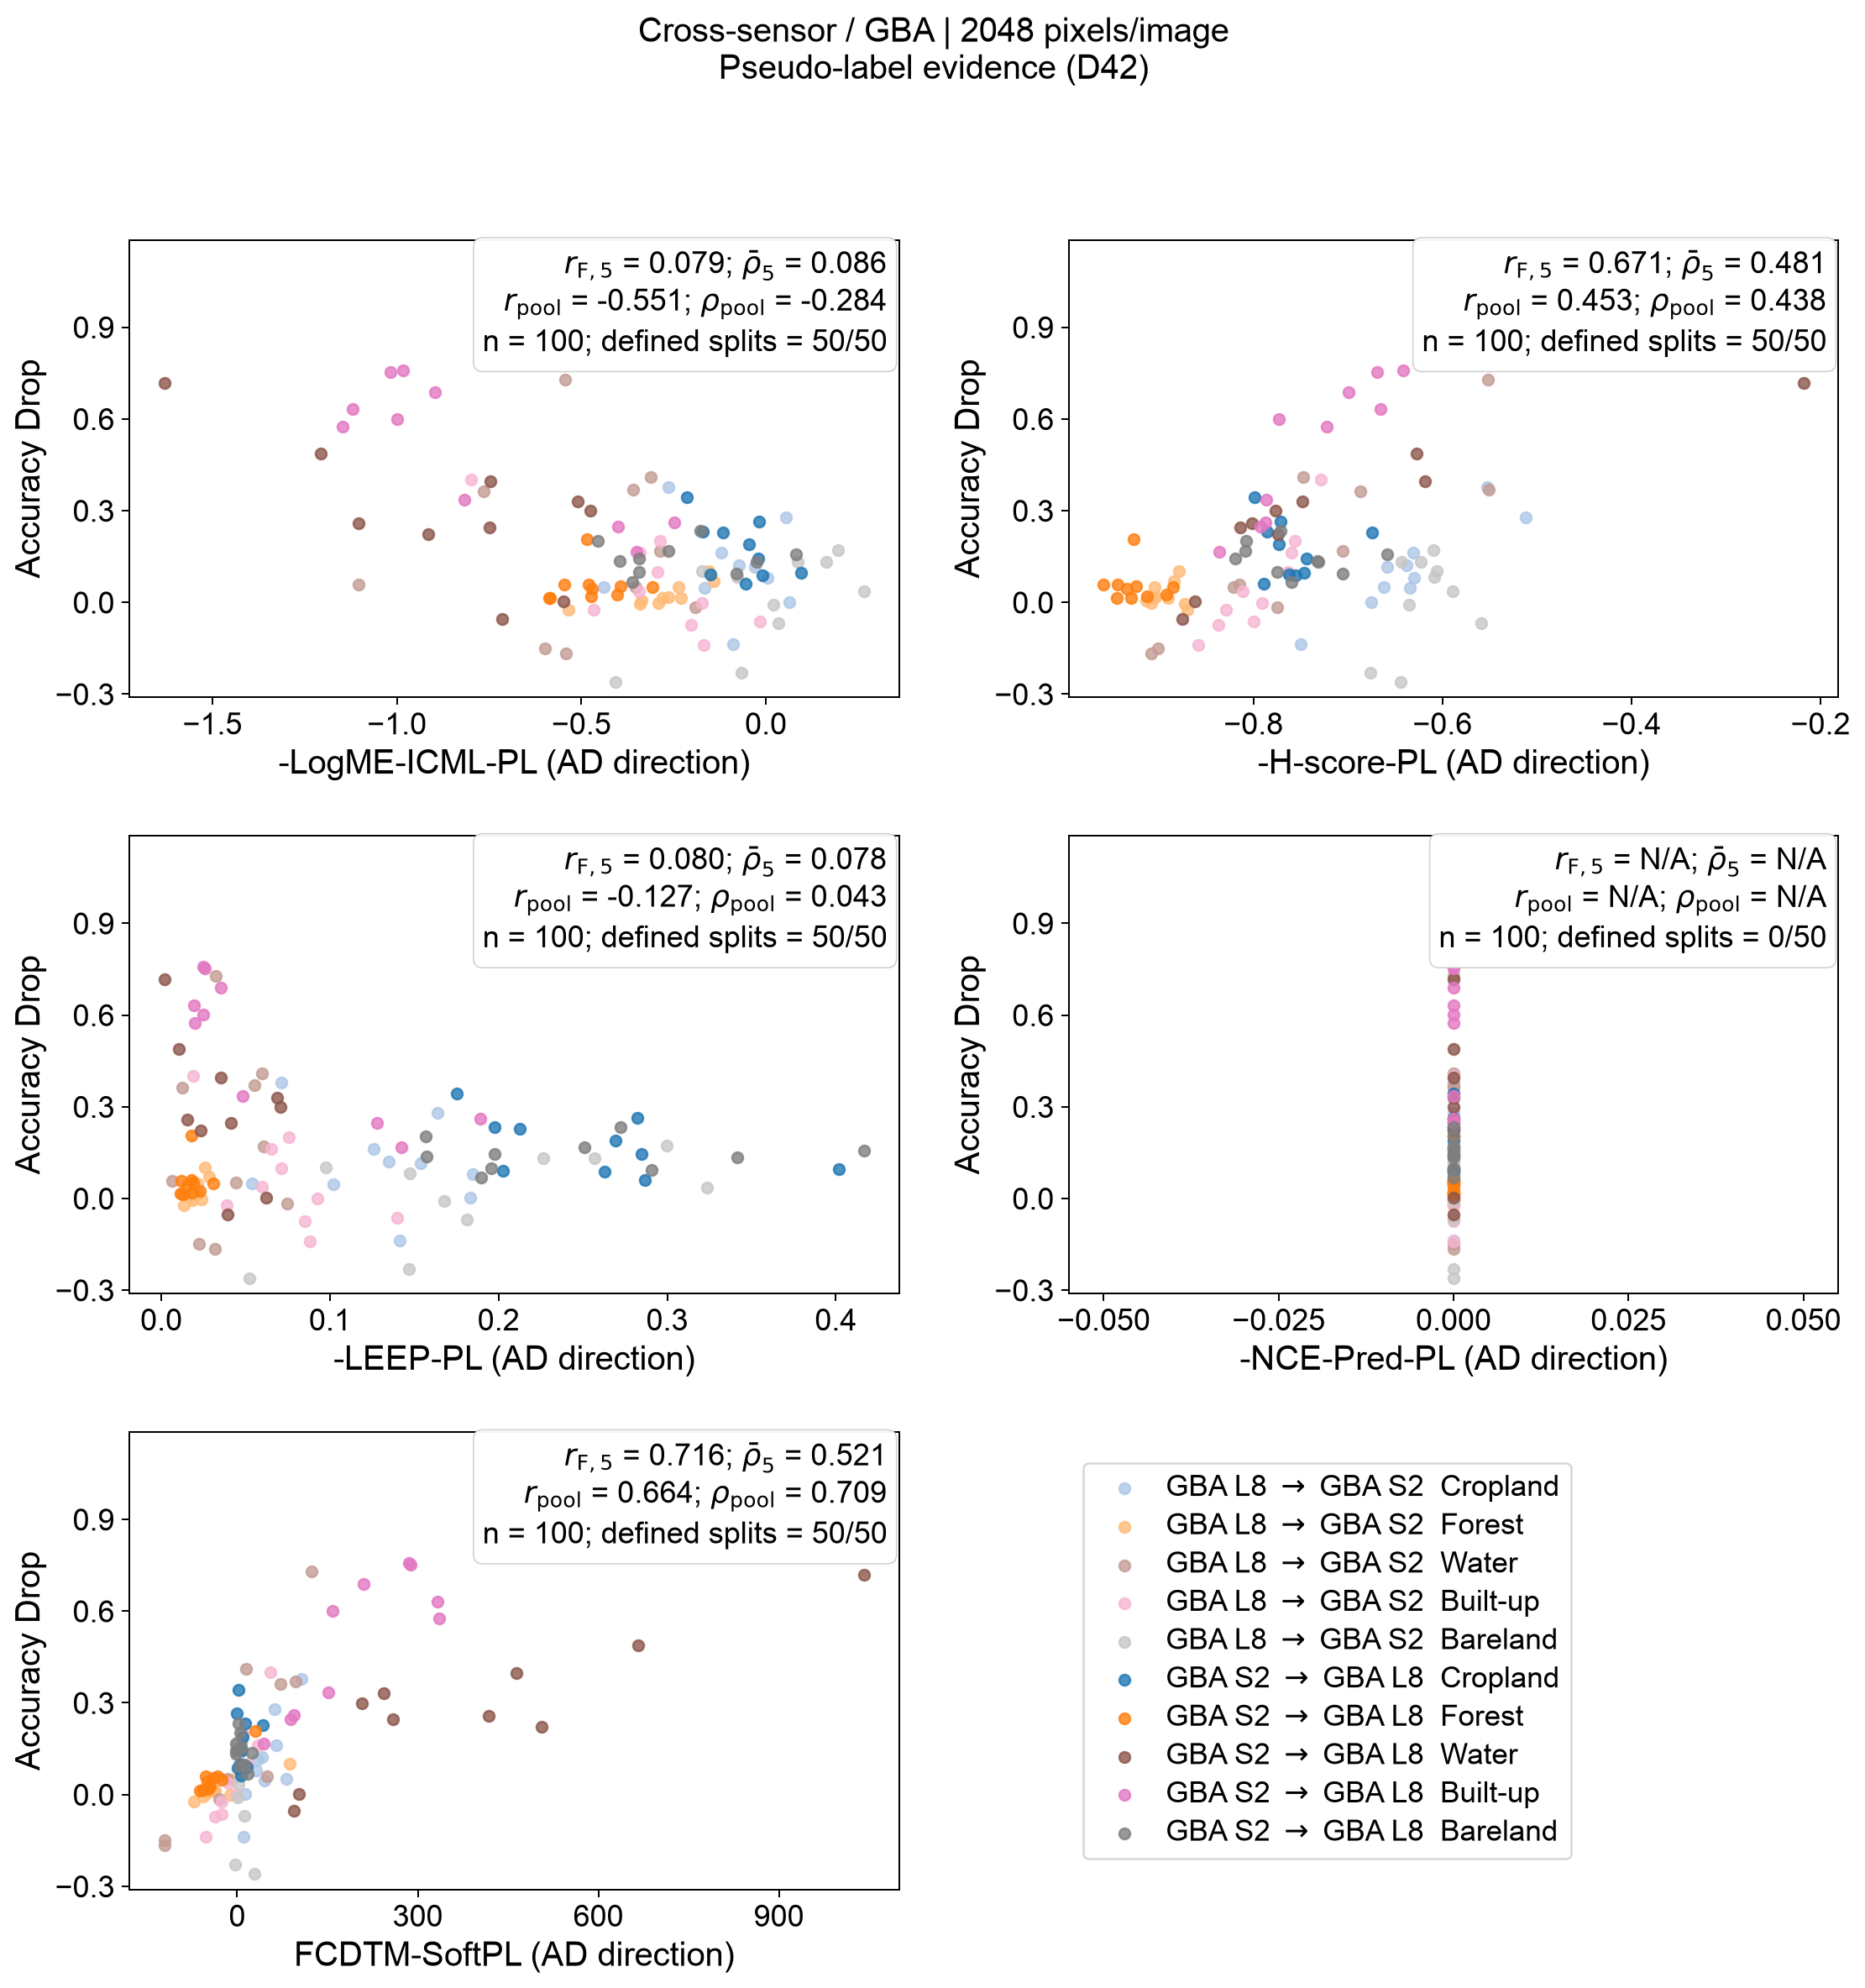 Cross-sensor / GBA | 2048 pixels/image
Pseudo-label evidence (D42)
r_F,5 = 0.079; ρ̄_5 = 0.086
r_pool = -0.551; ρ_pool = -0.284
n = 100; defined splits = 50/50
Accuracy Drop
0.9
0.6
0.3
0.0
−0.3
−1.5 −1.0 −0.5 0.0
-LogME-ICML-PL (AD direction)
r_F,5 = 0.671; ρ̄_5 = 0.481
r_pool = 0.453; ρ_pool = 0.438
n = 100; defined splits = 50/50
Accuracy Drop
0.9
0.6
0.3
0.0
−0.3
−0.8 −0.6 −0.4 −0.2
-H-score-PL (AD direction)
r_F,5 = 0.080; ρ̄_5 = 0.078
r_pool = -0.127; ρ_pool = 0.043
n = 100; defined splits = 50/50
Accuracy Drop
0.9
0.6
0.3
0.0
−0.3
0.0 0.1 0.2 0.3 0.4
-LEEP-PL (AD direction)
r_F,5 = N/A; ρ̄_5 = N/A
r_pool = N/A; ρ_pool = N/A
n = 100; defined splits = 0/50
Accuracy Drop
0.9
0.6
0.3
0.0
−0.3
−0.050 −0.025 0.000 0.025 0.050
-NCE-Pred-PL (AD direction)
r_F,5 = 0.716; ρ̄_5 = 0.521
r_pool = 0.664; ρ_pool = 0.709
n = 100; defined splits = 50/50
Accuracy Drop
0.9
0.6
0.3
0.0
−0.3
0 300 600 900
FCDTM-SoftPL (AD direction)
GBA L8 → GBA S2 Cropland
GBA L8 → GBA S2 Forest
GBA L8 → GBA S2 Water
GBA L8 → GBA S2 Built-up
GBA L8 → GBA S2 Bareland
GBA S2 → GBA L8 Cropland
GBA S2 → GBA L8 Forest
GBA S2 → GBA L8 Water
GBA S2 → GBA L8 Built-up
GBA S2 → GBA L8 Bareland